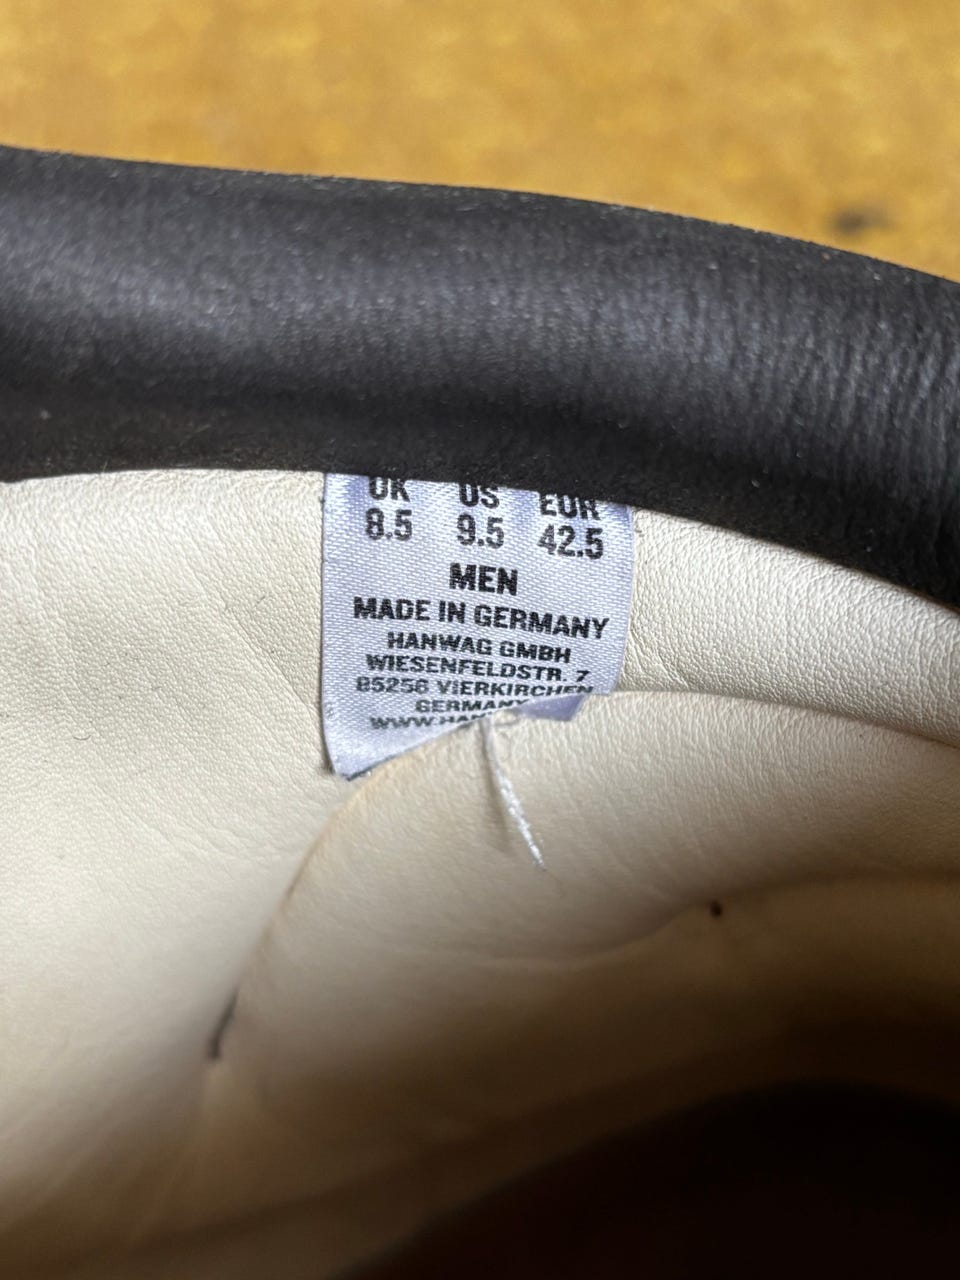 UK US EUR
8.5 9.5 42.5
MEN
MADE IN GERMANY
HANWAG GMBH
WIESENFELDSTR. 7
85256 VIERKIRCHEN
GERMANY